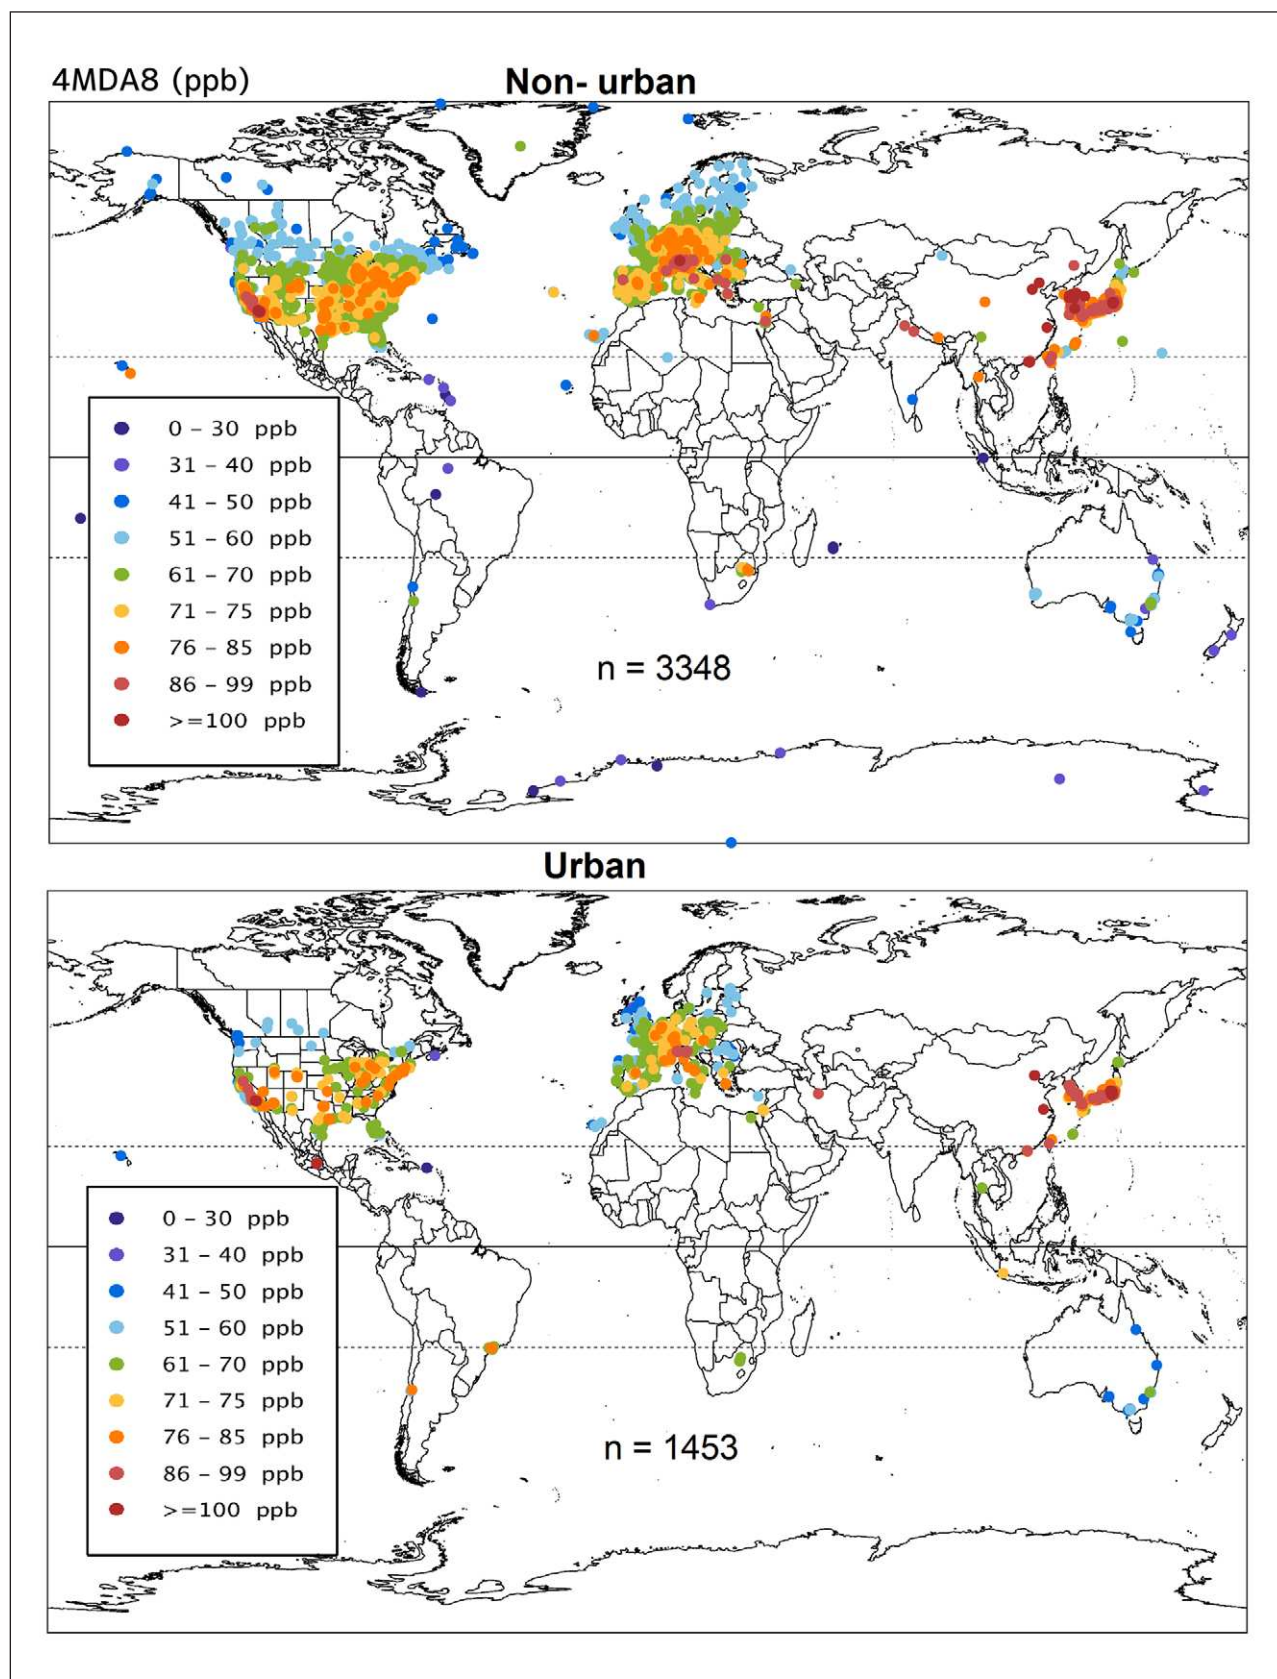 4MDA8 (ppb)
Non- urban
0 – 30 ppb
31 – 40 ppb
41 – 50 ppb
51 – 60 ppb
61 – 70 ppb
71 – 75 ppb
76 – 85 ppb
86 – 99 ppb
>=100 ppb
n = 3348
Urban
0 – 30 ppb
31 – 40 ppb
41 – 50 ppb
51 – 60 ppb
61 – 70 ppb
71 – 75 ppb
76 – 85 ppb
86 – 99 ppb
>=100 ppb
n = 1453